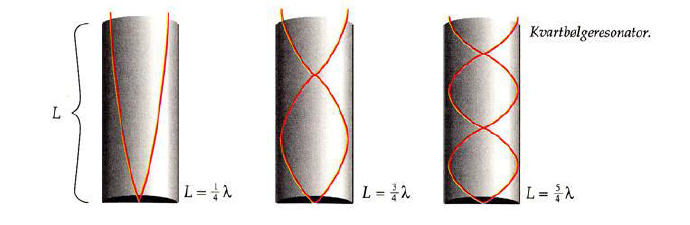 Kvartbølgeresonator.
L
L = 1/4 λ
L = 3/4 λ
L = 5/4 λ